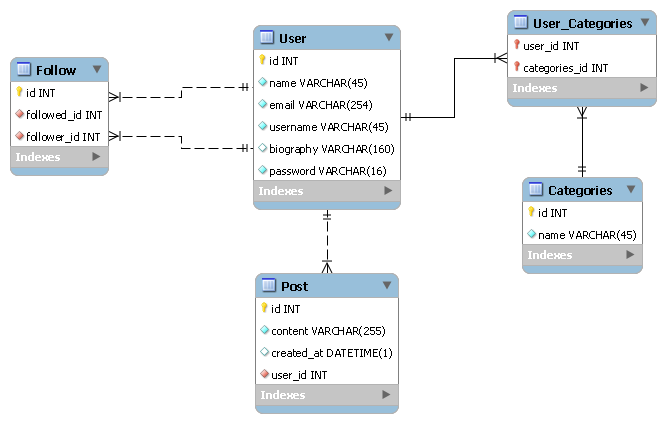 User
id INT
name VARCHAR(45)
email VARCHAR(254)
username VARCHAR(45)
biography VARCHAR(160)
password VARCHAR(16)
Indexes
Follow
id INT
followed_id INT
follower_id INT
Indexes
User_Categories
user_id INT
categories_id INT
Indexes
Categories
id INT
name VARCHAR(45)
Indexes
Post
id INT
content VARCHAR(255)
created_at DATETIME(1)
user_id INT
Indexes